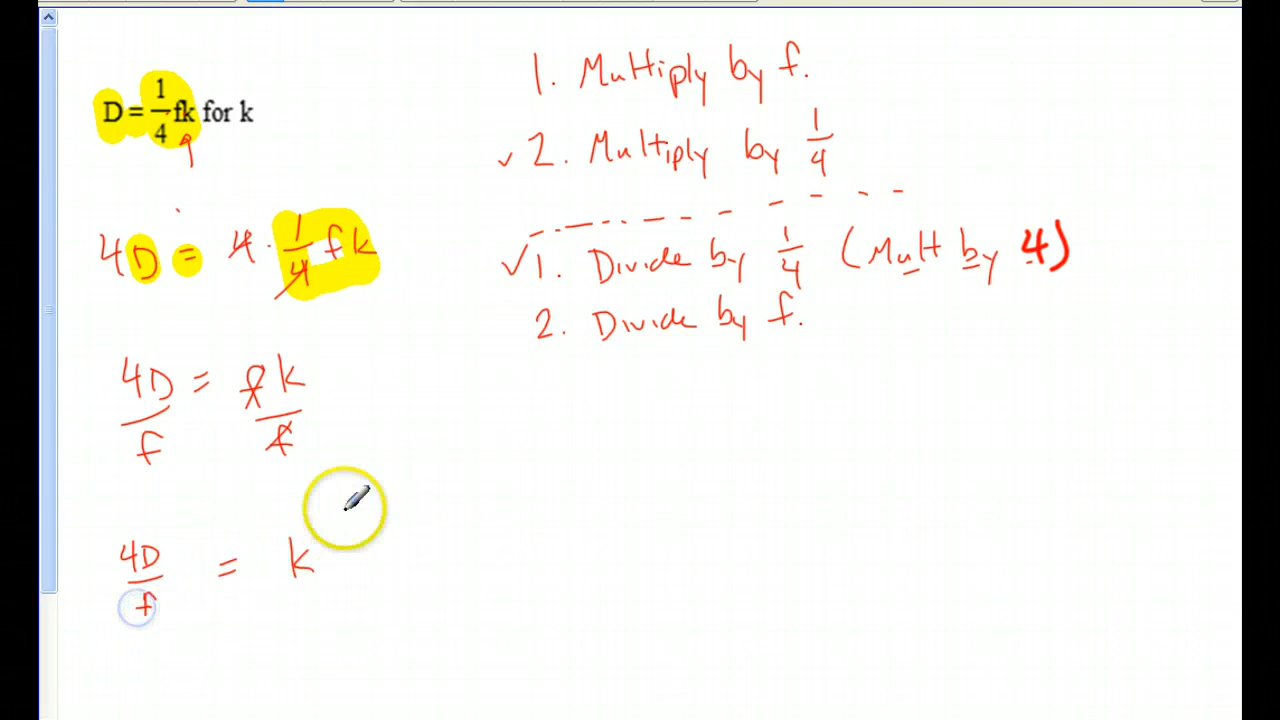 D = 1/4 fk for k
1. Multiply by f.
✓ 2. Multiply by 1/4
✓ 1. Divide by 1/4 (Mult by 4)
2. Divide by f.
4D = 4 · 1/4 f k
4D/f = fk/f
4D/f = k